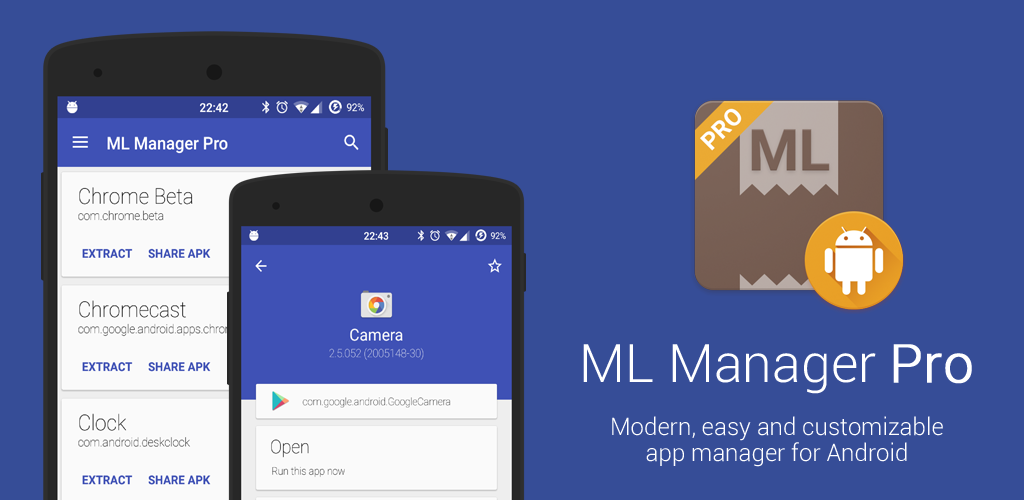 22:42
92%
ML Manager Pro
Chrome Beta
com.chrome.beta
EXTRACT SHARE APK
Chromecast
com.google.android.apps.chro
EXTRACT SHARE APK
Clock
com.android.deskclock
EXTRACT SHARE APK
22:43
92%
Camera
2.5.052 (2005148-30)
com.google.android.GoogleCamera
Open
Run this app now
PRO
ML
ML Manager Pro
Modern, easy and customizable
app manager for Android